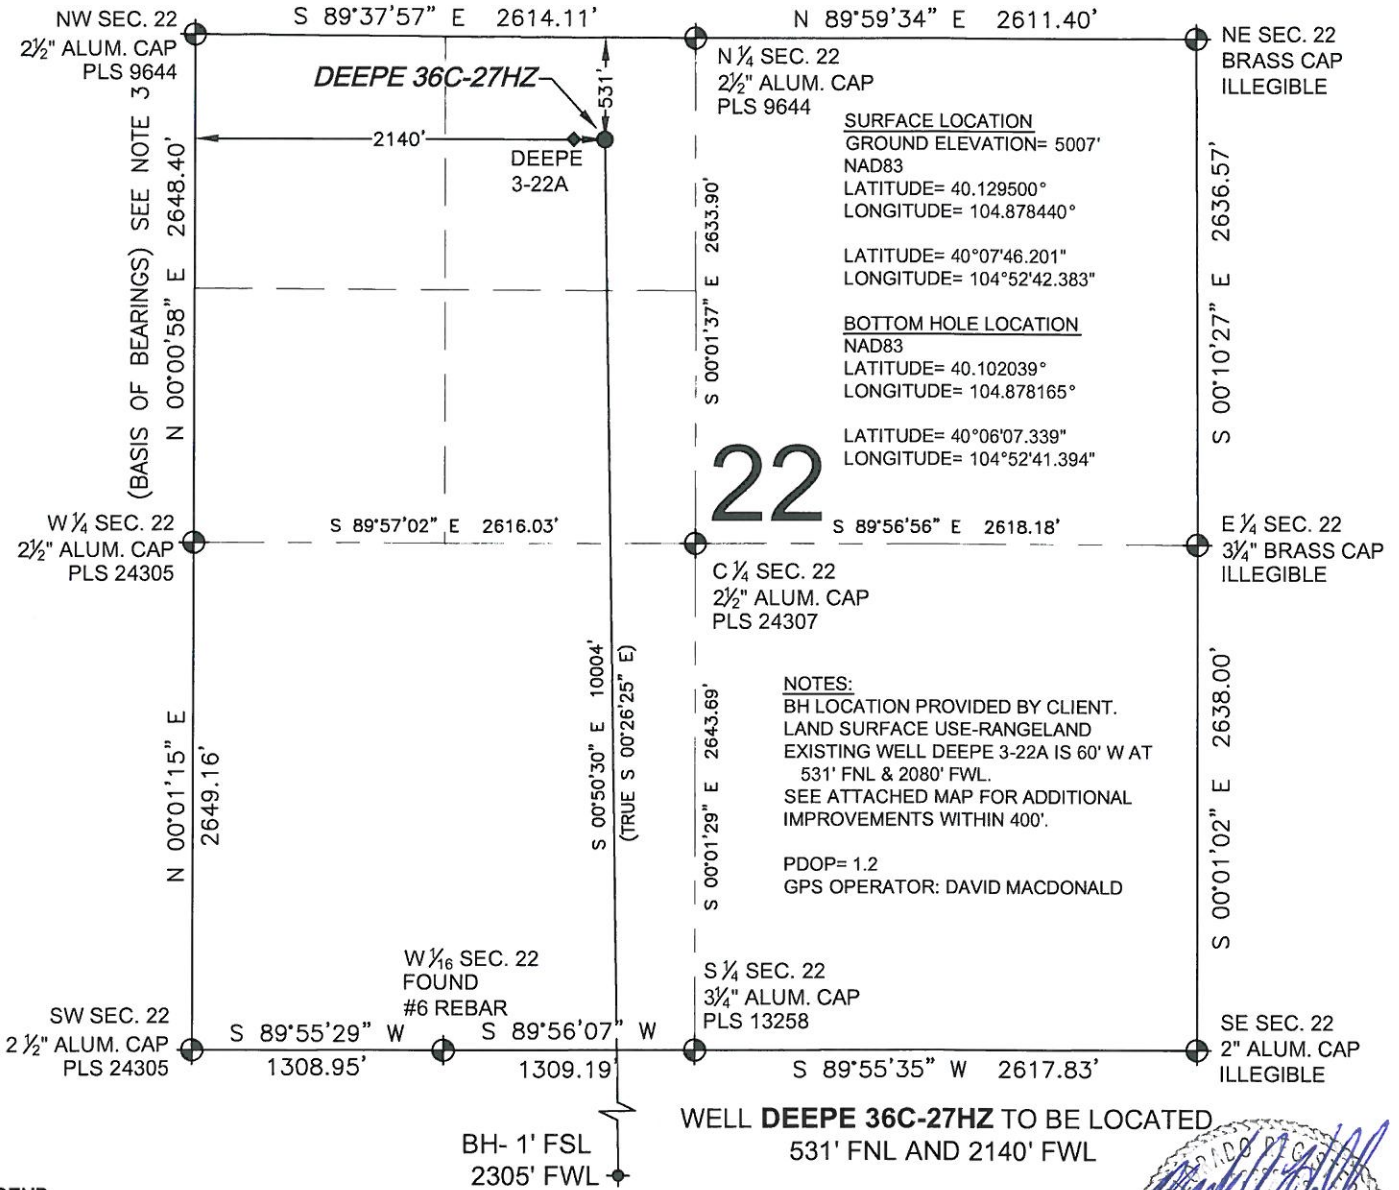 S 89°37'57" E 2614.11'
N 89°59'34" E 2611.40'
NW SEC. 22
2½" ALUM. CAP
PLS 9644
N ¼ SEC. 22
2½" ALUM. CAP
PLS 9644
NE SEC. 22
BRASS CAP
ILLEGIBLE
DEEPE 36C-27HZ
531'
2140'
DEEPE
3-22A
(BASIS OF BEARINGS) SEE NOTE 3
N 00°00'58" E 2648.40'
S 00°01'37" E 2633.90'
S 00°10'27" E 2636.57'
SURFACE LOCATION
GROUND ELEVATION= 5007'
NAD83
LATITUDE= 40.129500°
LONGITUDE= 104.878440°
LATITUDE= 40°07'46.201"
LONGITUDE= 104°52'42.383"
BOTTOM HOLE LOCATION
NAD83
LATITUDE= 40.102039°
LONGITUDE= 104.878165°
LATITUDE= 40°06'07.339"
LONGITUDE= 104°52'41.394"
22
W ¼ SEC. 22
2½" ALUM. CAP
PLS 24305
S 89°57'02" E 2616.03'
S 89°56'56" E 2618.18'
E ¼ SEC. 22
3¼" BRASS CAP
ILLEGIBLE
C ¼ SEC. 22
2½" ALUM. CAP
PLS 24307
N 00°01'15" E
2649.16'
S 00°50'30" E 10004'
(TRUE S 00°26'25" E)
S 00°01'29" E 2643.69'
S 00°01'02" E 2638.00'
NOTES:
BH LOCATION PROVIDED BY CLIENT.
LAND SURFACE USE-RANGELAND
EXISTING WELL DEEPE 3-22A IS 60' W AT
531' FNL & 2080' FWL.
SEE ATTACHED MAP FOR ADDITIONAL
IMPROVEMENTS WITHIN 400'.
PDOP= 1.2
GPS OPERATOR: DAVID MACDONALD
W 1⁄16 SEC. 22
FOUND
#6 REBAR
S ¼ SEC. 22
3¼" ALUM. CAP
PLS 13258
SW SEC. 22
2 ½" ALUM. CAP
PLS 24305
S 89°55'29" W
1308.95'
S 89°56'07" W
1309.19'
S 89°55'35" W 2617.83'
SE SEC. 22
2" ALUM. CAP
ILLEGIBLE
WELL DEEPE 36C-27HZ TO BE LOCATED
531' FNL AND 2140' FWL
BH- 1' FSL
2305' FWL